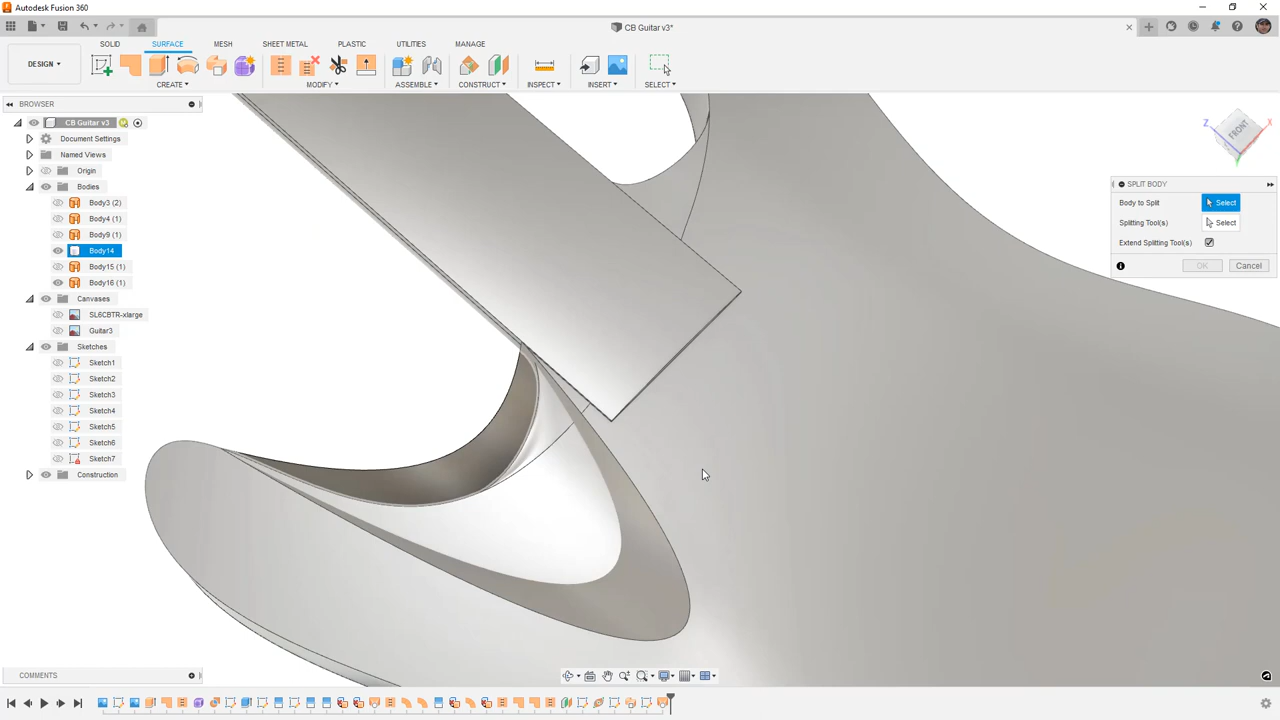 Autodesk Fusion 360
CB Guitar v3*
SOLID SURFACE MESH SHEET METAL PLASTIC UTILITIES MANAGE
DESIGN
CREATE MODIFY ASSEMBLE CONSTRUCT INSPECT INSERT SELECT
BROWSER
CB Guitar v3
Document Settings
Named Views
Origin
Bodies
Body3 (2)
Body4 (1)
Body9 (1)
Body14
Body15 (1)
Body16 (1)
Canvases
SL6CBTR-xlarge
Guitar3
Sketches
Sketch1
Sketch2
Sketch3
Sketch4
Sketch5
Sketch6
Sketch7
Construction
Z FRONT X
SPLIT BODY
Body to Split Select
Splitting Tool(s) Select
Extend Splitting Tool(s)
OK Cancel
COMMENTS